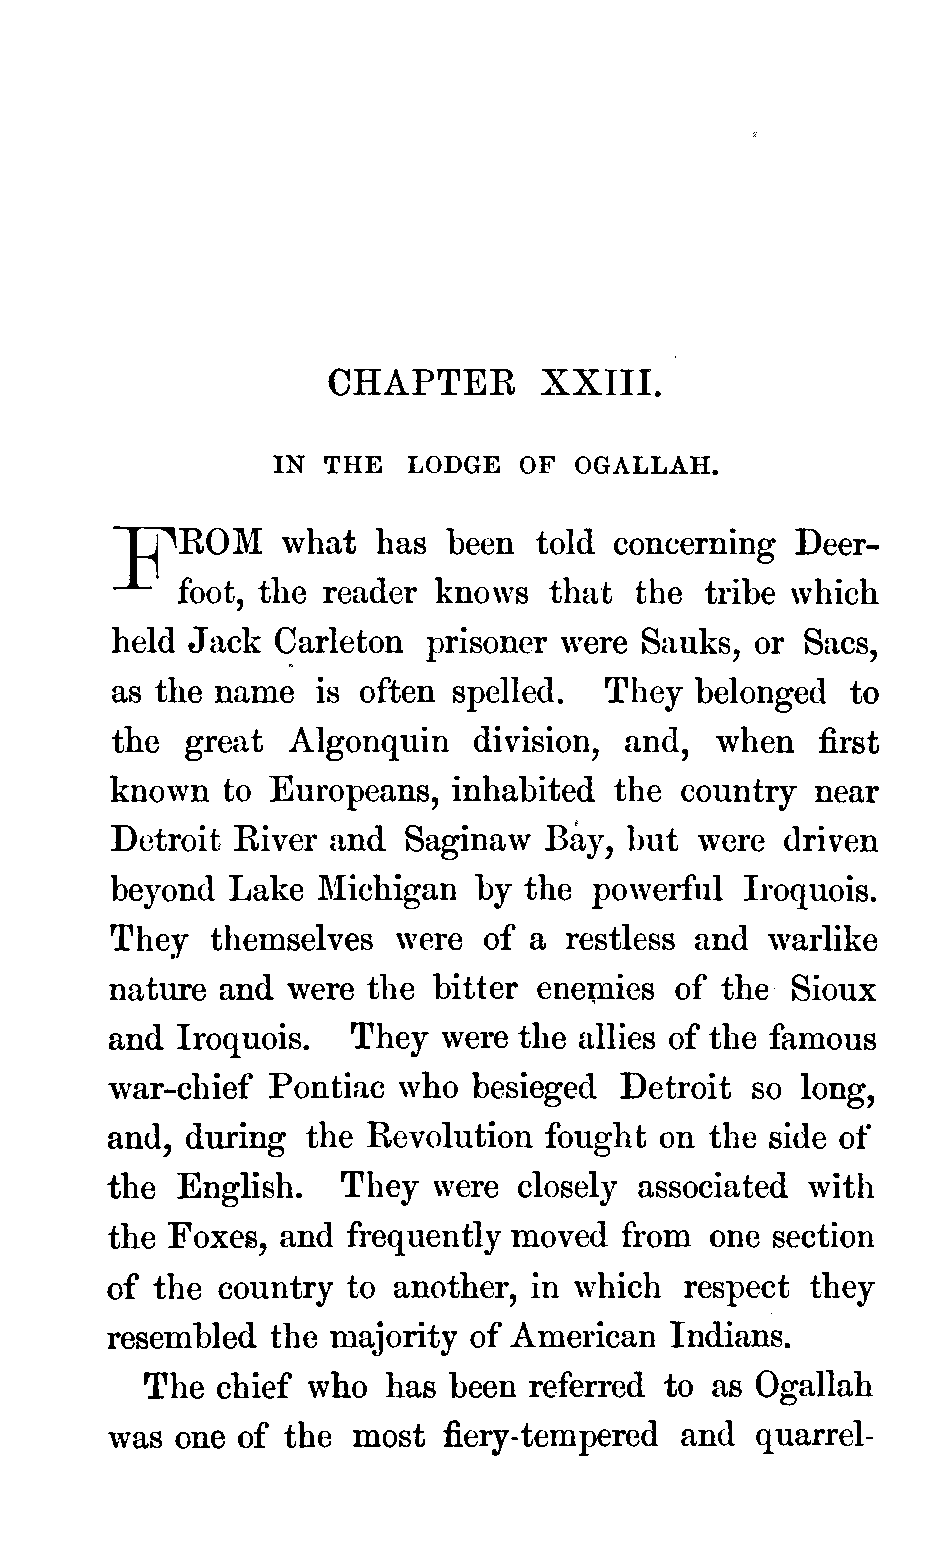 CHAPTER XXIII.
IN THE LODGE OF OGALLAH.
FROM what has been told concerning Deer-
foot, the reader knows that the tribe which
held Jack Carleton prisoner were Sauks, or Sacs,
as the name is often spelled. They belonged to
the great Algonquin division, and, when first
known to Europeans, inhabited the country near
Detroit River and Saginaw Bay, but were driven
beyond Lake Michigan by the powerful Iroquois.
They themselves were of a restless and warlike
nature and were the bitter enemies of the Sioux
and Iroquois. They were the allies of the famous
war-chief Pontiac who besieged Detroit so long,
and, during the Revolution fought on the side of
the English. They were closely associated with
the Foxes, and frequently moved from one section
of the country to another, in which respect they
resembled the majority of American Indians.
The chief who has been referred to as Ogallah
was one of the most fiery-tempered and quarrel-